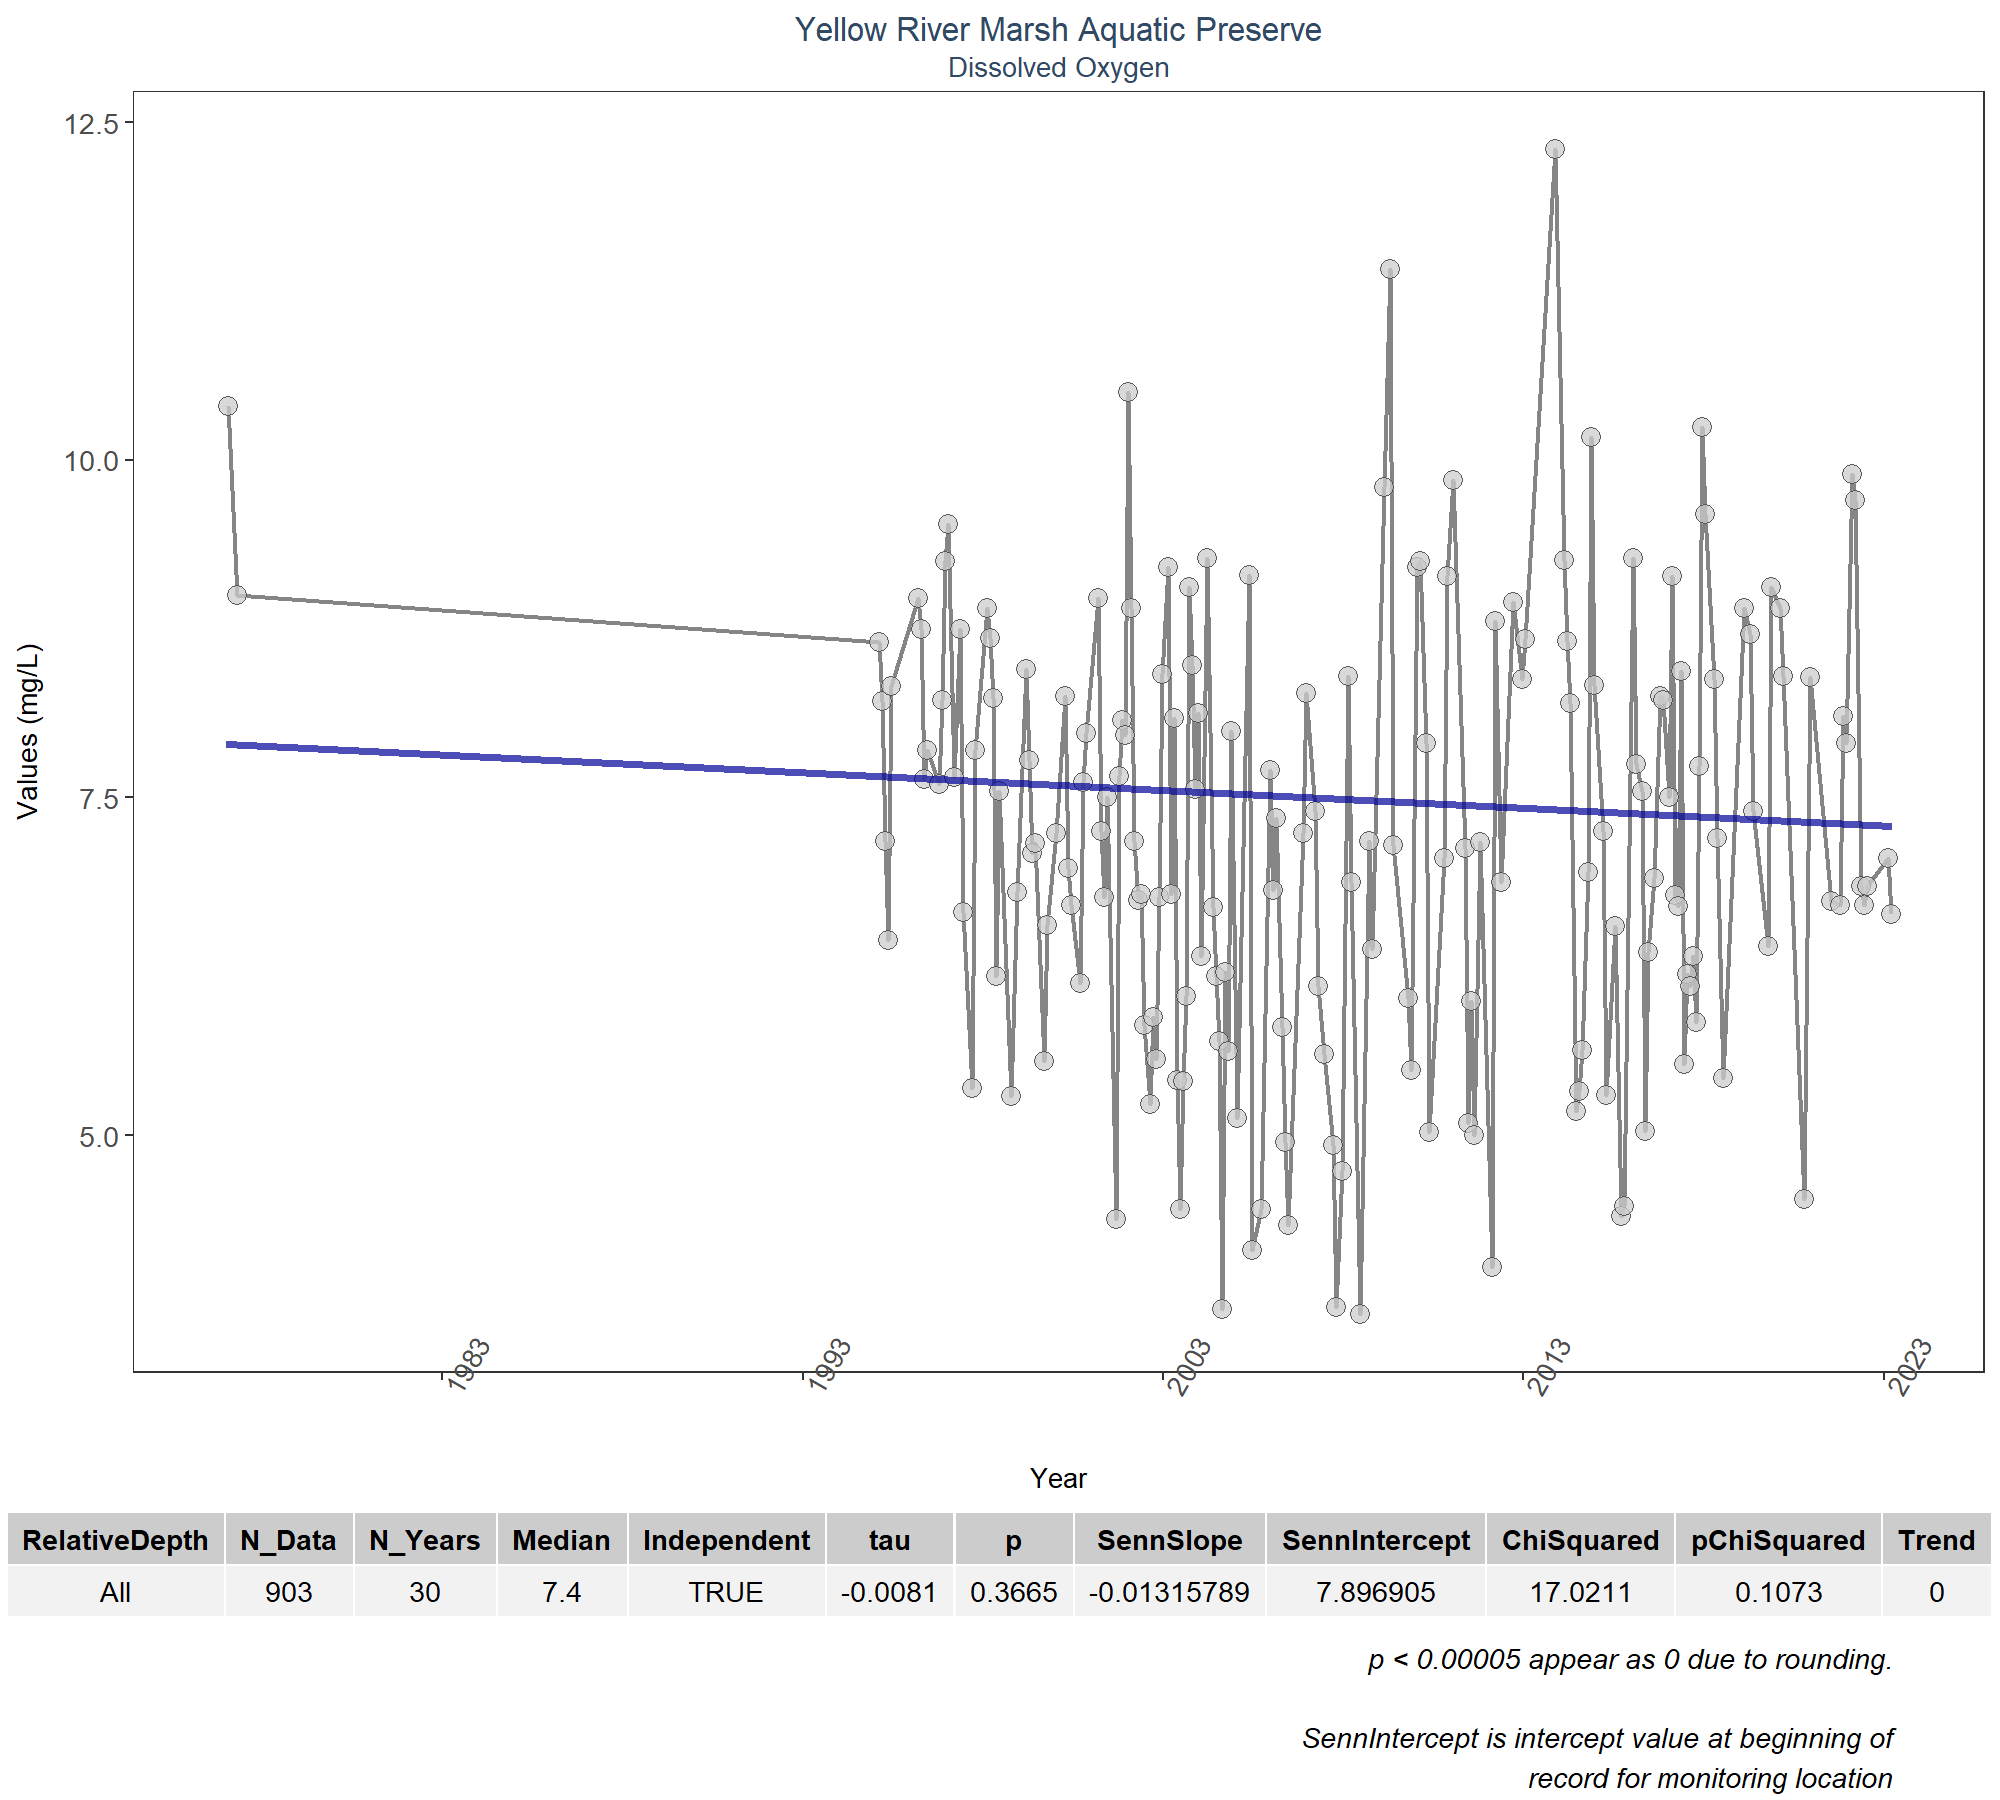 Yellow River Marsh Aquatic Preserve
Dissolved Oxygen
12.5
10.0
7.5
5.0
Values (mg/L)
1983 1993 2003 2013 2023
Year
RelativeDepth N_Data N_Years Median Independent tau p SennSlope SennIntercept ChiSquared pChiSquared Trend
All 903 30 7.4 TRUE -0.0081 0.3665 -0.01315789 7.896905 17.0211 0.1073 0
p < 0.00005 appear as 0 due to rounding.
SennIntercept is intercept value at beginning of
record for monitoring location